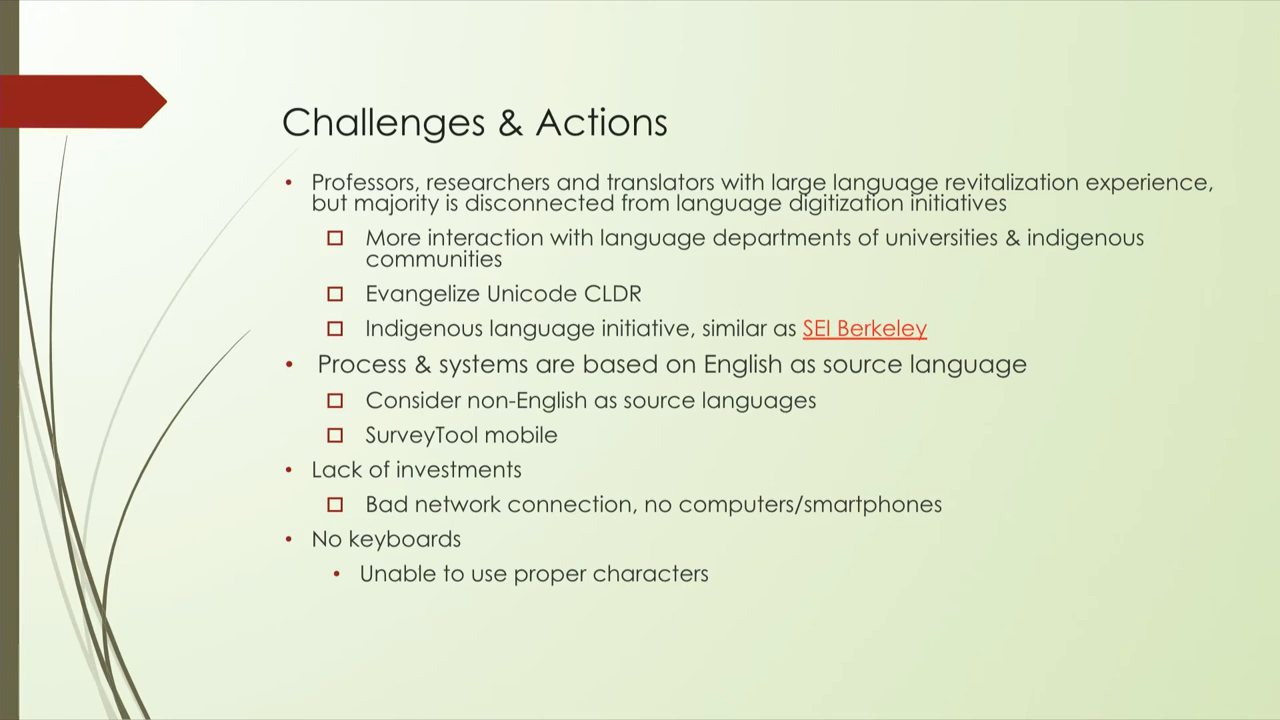 Challenges & Actions
• Professors, researchers and translators with large language revitalization experience,
but majority is disconnected from language digitization initiatives
□ More interaction with language departments of universities & indigenous
communities
□ Evangelize Unicode CLDR
□ Indigenous language initiative, similar as SEI Berkeley
• Process & systems are based on English as source language
□ Consider non-English as source languages
□ SurveyTool mobile
• Lack of investments
□ Bad network connection, no computers/smartphones
• No keyboards
• Unable to use proper characters